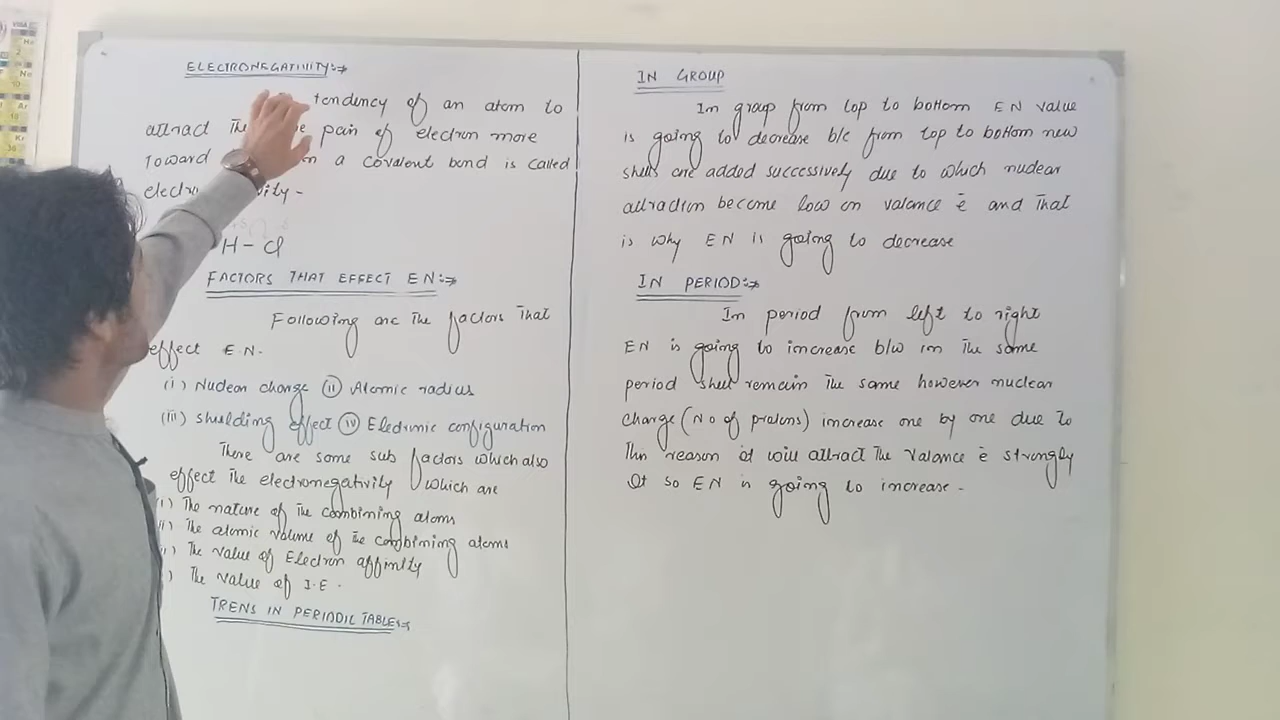 ELECTRONEGATIVITY:→
tendency of an atom to
attract The pair of electron more
Toward a covalent bond is called
H - Cl
FACTORS THAT EFFECT EN:→
Following are The factors That
effect E.N.
(i) Nuclear charge (ii) Atomic radius
(iii) Sheilding effect (iv) Electronic configuration
There are some sub factors which also
effect The electronegativity which are
i) The nature of The combining atoms
ii) The atomic volume of The combining atoms
i) The value of Electron affinity
) The value of I.E.
TRENS IN PERIODIC TABLE:→
IN GROUP
In group from top to bottom EN value
is going to decrease b/c from top to bottom new
shells are added successively due to which nuclear
attraction become low on valance ē and That
is why EN is going to decrease
IN PERIOD:→
In period from left to right
EN is going to increase b/w in The same
period shell remain The same however nuclear
charge (No of protons) increase one by one due to
This reason it will attract The valance ē strongly
It so EN is going to increase.